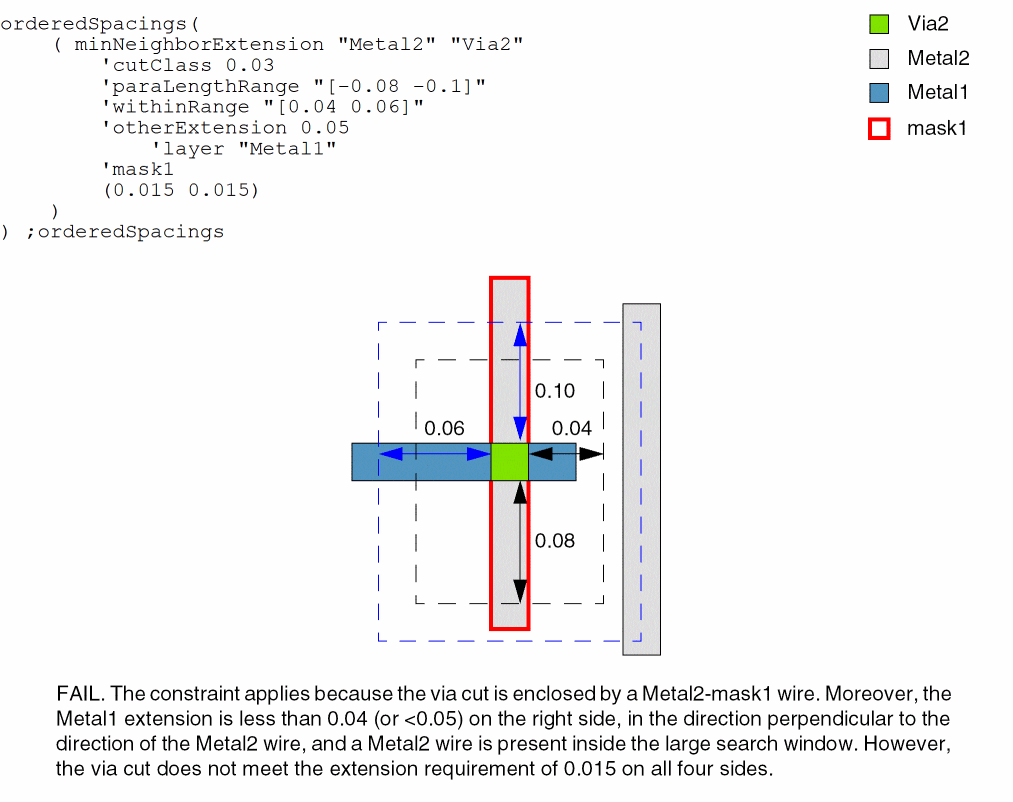 orderedSpacings(
( minNeighborExtension "Metal2" "Via2"
'cutClass 0.03
'paraLengthRange "[-0.08 -0.1]"
'withinRange "[0.04 0.06]"
'otherExtension 0.05
'layer "Metal1"
'mask1
(0.015 0.015)
)
) ;orderedSpacings
Via2
Metal2
Metal1
mask1
0.10
0.06
0.04
0.08
FAIL. The constraint applies because the via cut is enclosed by a Metal2-mask1 wire. Moreover, the
Metal1 extension is less than 0.04 (or <0.05) on the right side, in the direction perpendicular to the
direction of the Metal2 wire, and a Metal2 wire is present inside the large search window. However,
the via cut does not meet the extension requirement of 0.015 on all four sides.